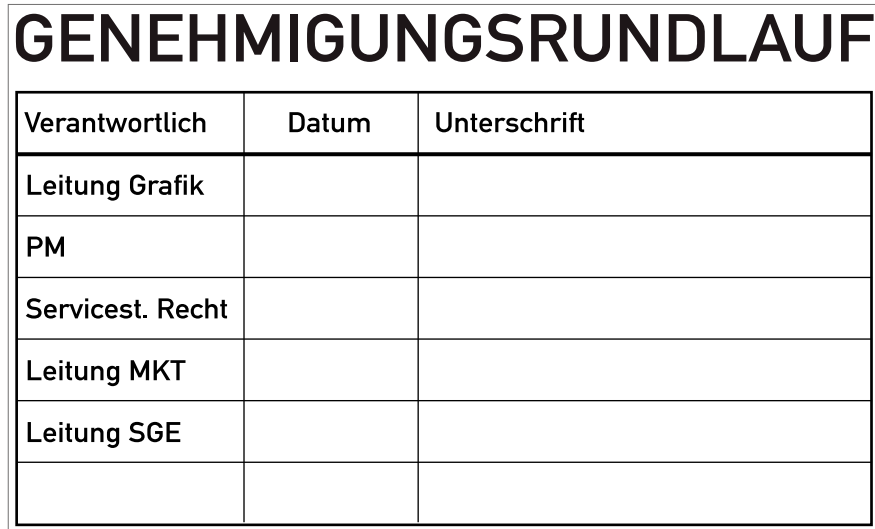 GENEHMIGUNGSRUNDLAUF
Verantwortlich Datum Unterschrift
Leitung Grafik
PM
Servicest. Recht
Leitung MKT
Leitung SGE